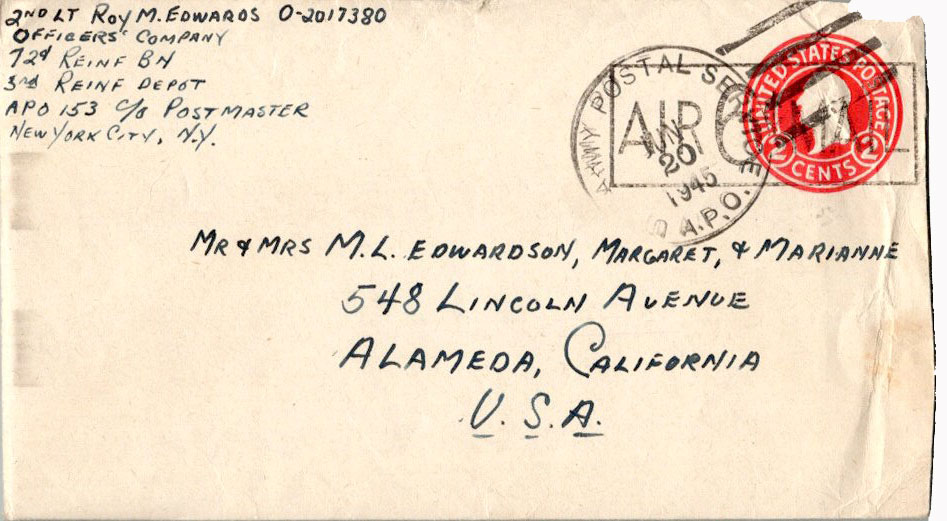 2ND LT ROY M. EDWARDS O-2017380
OFFICERS' COMPANY
72d REINF BN
3rd REINF DEPOT
APO 153 C/O POSTMASTER
NEW YORK CITY, N.Y.
ARMY POSTAL SERVICE
A.P.O.
AIR
20
1945
UNITED STATES POSTAGE
2 CENTS 2
MR & MRS M.L. EDWARDSON, MARGARET, & MARIANNE
548 LINCOLN AVENUE
ALAMEDA, CALIFORNIA
U.S.A.